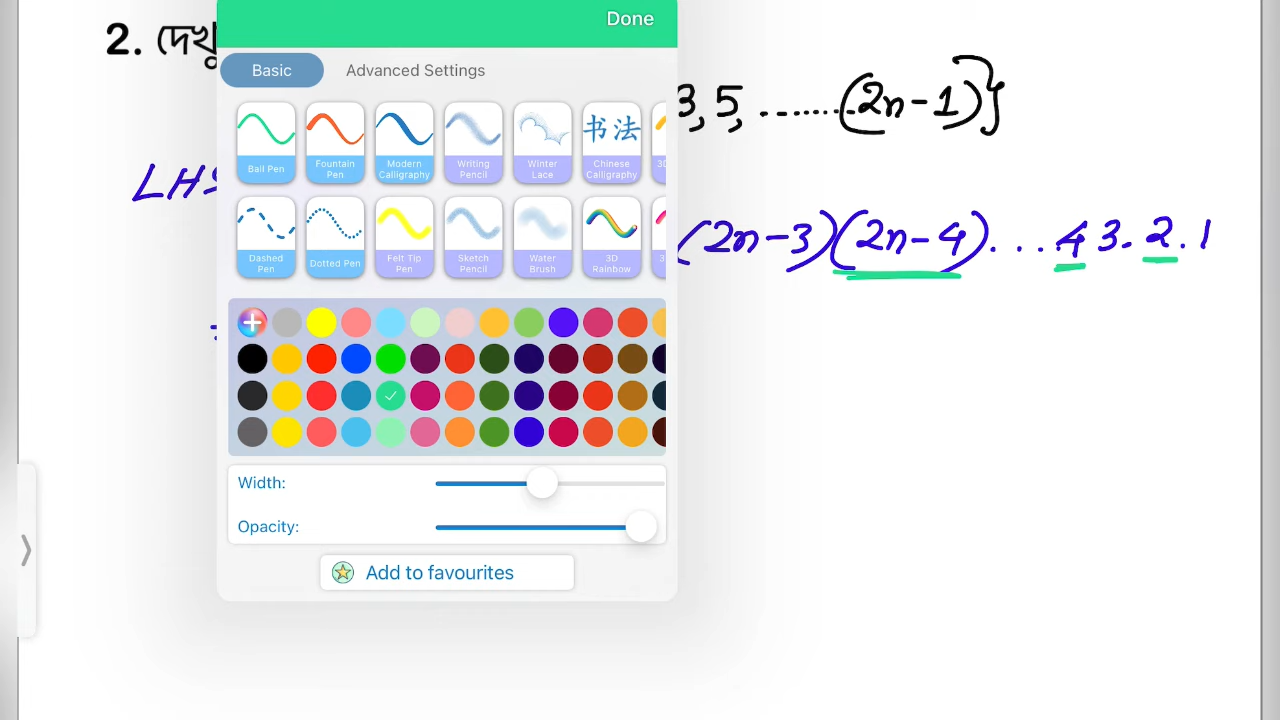 Done
2. দেখ
Basic Advanced Settings
3, 5, ........(2n-1)}
Ball Pen Fountain Pen Modern Calligraphy Writing Pencil Winter Lace 书法 Chinese Calligraphy
LHS
Dashed Pen Dotted Pen Felt Tip Pen Sketch Pencil Water Brush 3D Rainbow
(2n-3)(2n-4)...4 3.2.1
Width:
Opacity:
Add to favourites